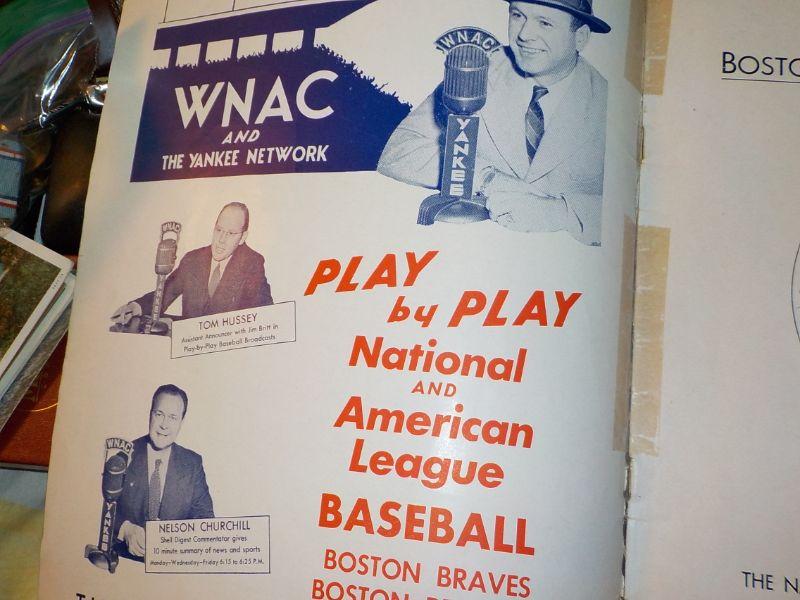 WNAC
AND
THE YANKEE NETWORK
WNAC
YANKEE
WNAC
YANKEE
TOM HUSSEY
Assistant Announcer with Jim Britt in
Play-by-Play Baseball Broadcasts
PLAY
by PLAY
National
AND
American
League
BASEBALL
BOSTON BRAVES
BOSTON
WNAC
YANKEE
NELSON CHURCHILL
Shell Digest Commentator gives
10 minute summary of news and sports
Monday-Wednesday-Friday 6:15 to 6:25 P.M.
BOSTO
THE N